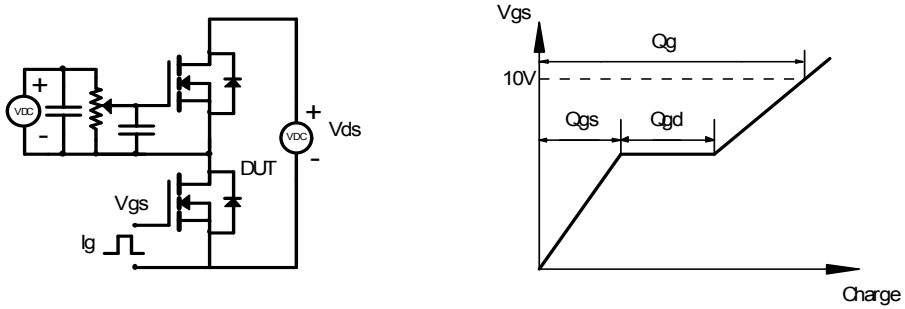 VDC
+
-
VDC
+
-
Vds
DUT
Vgs
Ig
Vgs
Qg
10V
Qgs
Qgd
Charge